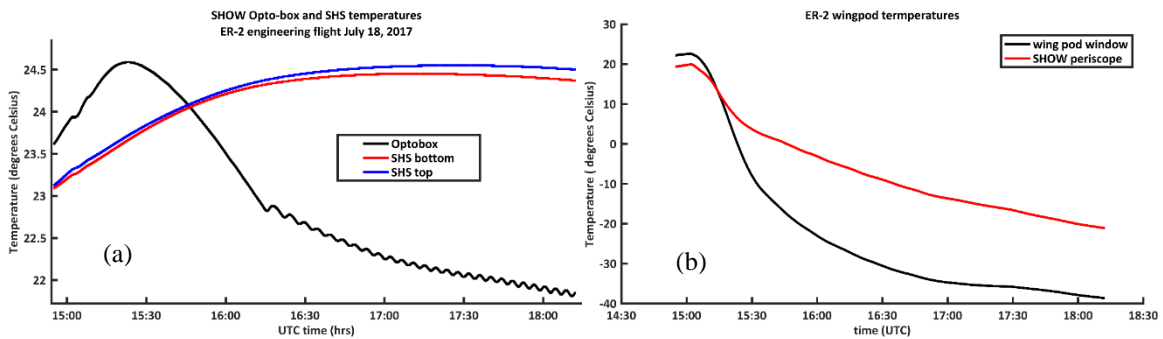 SHOW Opto-box and SHS temperatures
ER-2 engineering flight July 18, 2017
Temperature (degrees Celsius)
24.5
24
23.5
23
22.5
22
Optobox
SHS bottom
SHS top
(a)
15:00 15:30 16:00 16:30 17:00 17:30 18:00
UTC time (hrs)
ER-2 wingpod termperatures
Temperature ( degrees Celsius)
30
20
10
0
-10
-20
-30
-40
wing pod window
SHOW periscope
(b)
14:30 15:00 15:30 16:00 16:30 17:00 17:30 18:00 18:30
time (UTC)